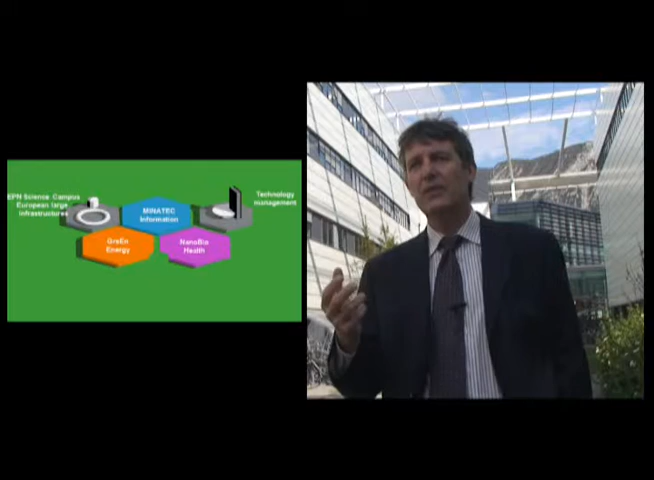 EPN Science Campus
European large
infrastructures
MINATEC
Information
Technology
management
GreEn
Energy
NanoBio
Health